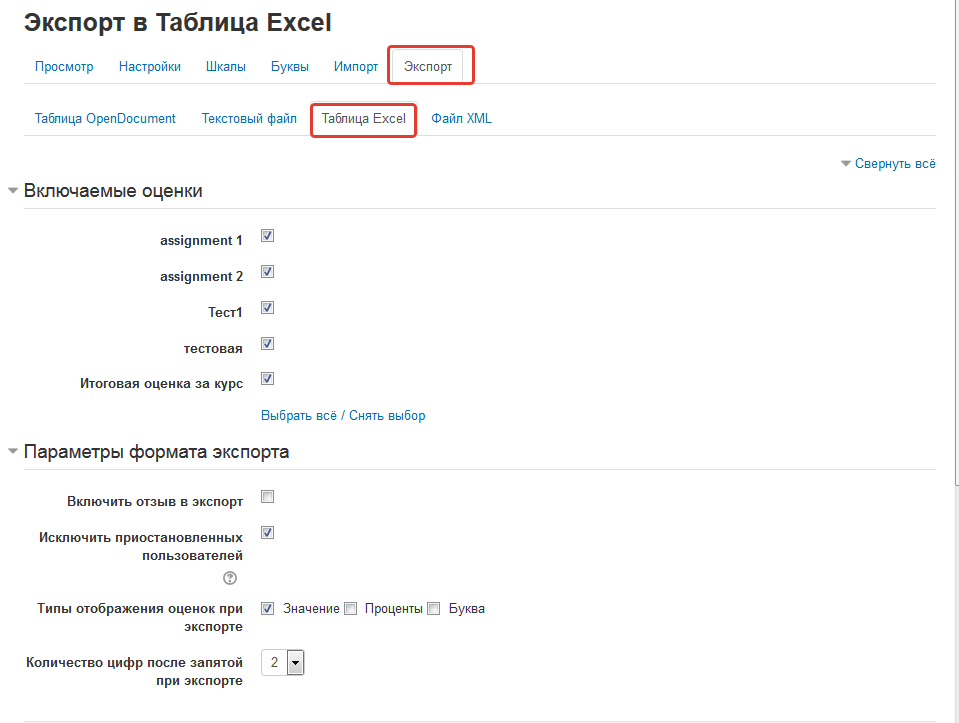 Экспорт в Таблица Excel
Просмотр Настройки Шкалы Буквы Импорт Экспорт
Таблица OpenDocument Текстовый файл Таблица Excel Файл XML
Свернуть всё
Включаемые оценки
assignment 1
assignment 2
Тест1
тестовая
Итоговая оценка за курс
Выбрать всё / Снять выбор
Параметры формата экспорта
Включить отзыв в экспорт
Исключить приостановленных
пользователей
?
Типы отображения оценок при Значение Проценты Буква
экспорте
Количество цифр после запятой 2
при экспорте